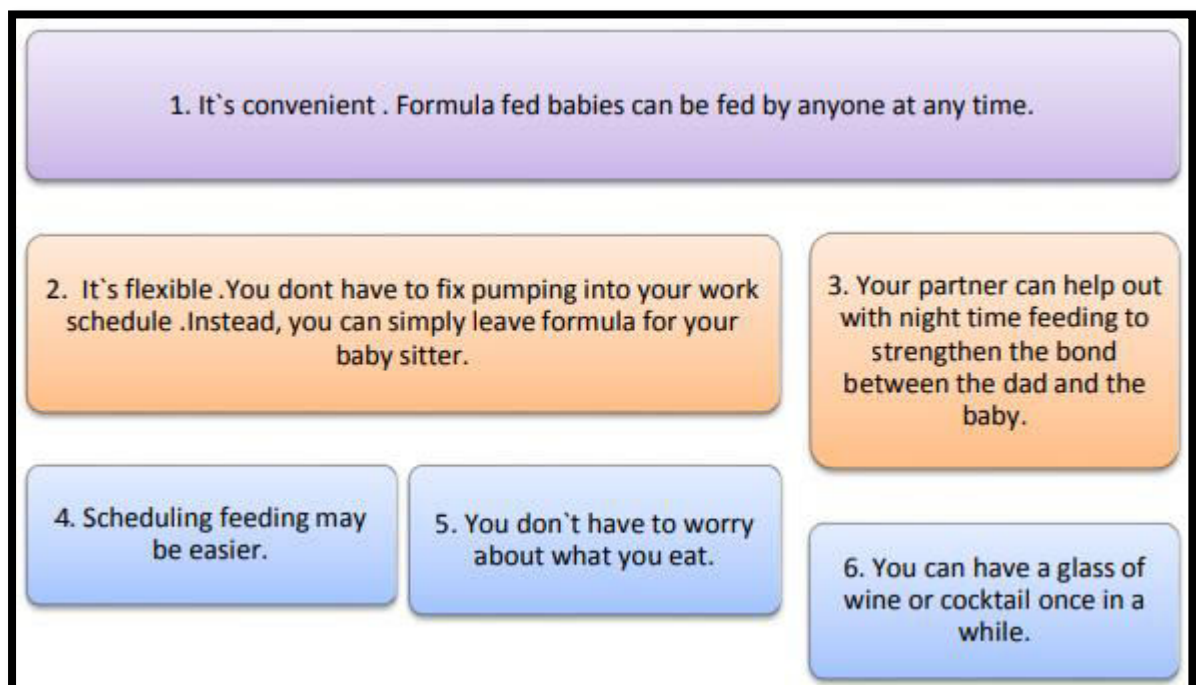 1. It`s convenient . Formula fed babies can be fed by anyone at any time.
2. It`s flexible .You dont have to fix pumping into your work
schedule .Instead, you can simply leave formula for your
baby sitter.
3. Your partner can help out
with night time feeding to
strengthen the bond
between the dad and the
baby.
4. Scheduling feeding may
be easier.
5. You don`t have to worry
about what you eat.
6. You can have a glass of
wine or cocktail once in a
while.